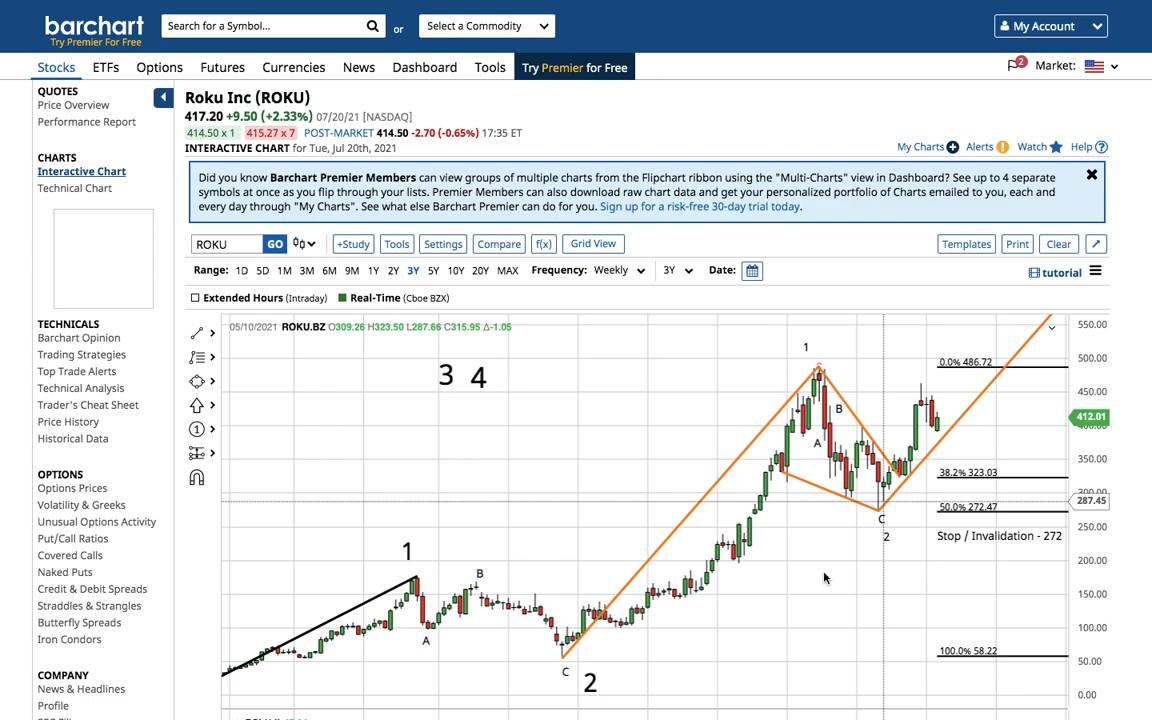 barchart
Try Premier For Free
Search for a Symbol...
or
Select a Commodity
My Account
Stocks
ETFs
Options
Futures
Currencies
News
Dashboard
Tools
Try Premier for Free
2
Market:
QUOTES
Price Overview
Performance Report
CHARTS
Interactive Chart
Technical Chart
TECHNICALS
Barchart Opinion
Trading Strategies
Top Trade Alerts
Technical Analysis
Trader's Cheat Sheet
Price History
Historical Data
OPTIONS
Options Prices
Volatility & Greeks
Unusual Options Activity
Put/Call Ratios
Covered Calls
Naked Puts
Credit & Debit Spreads
Straddles & Strangles
Butterfly Spreads
Iron Condors
COMPANY
News & Headlines
Profile
Roku Inc (ROKU)
417.20 +9.50 (+2.33%) 07/20/21 [NASDAQ]
414.50 x 1 415.27 x 7 POST-MARKET 414.50 -2.70 (-0.65%) 17:35 ET
INTERACTIVE CHART for Tue, Jul 20th, 2021
My Charts
Alerts
Watch
Help
Did you know Barchart Premier Members can view groups of multiple charts from the Flipchart ribbon using the "Multi-Charts" view in Dashboard? See up to 4 separate
symbols at once as you flip through your lists. Premier Members can also download raw chart data and get your personalized portfolio of Charts emailed to you, each and
every day through "My Charts". See what else Barchart Premier can do for you. Sign up for a risk-free 30-day trial today.
ROKU
GO
+Study
Tools
Settings
Compare
f(x)
Grid View
Templates
Print
Clear
Range: 1D 5D 1M 3M 6M 9M 1Y 2Y 3Y 5Y 10Y 20Y MAX Frequency: Weekly 3Y Date:
tutorial
Extended Hours (Intraday)
Real-Time (Cboe BZX)
05/10/2021 ROKU.BZ O309.26 H323.50 L287.66 C315.95 Δ-1.05
3 4
1
A
B
C
2
1
A
B
C
2
0.0% 486.72
38.2% 323.03
50.0% 272.47
Stop / Invalidation - 272
100.0% 58.22
550.00
500.00
450.00
412.01
400.00
350.00
300.00
287.45
250.00
200.00
150.00
100.00
50.00
0.00